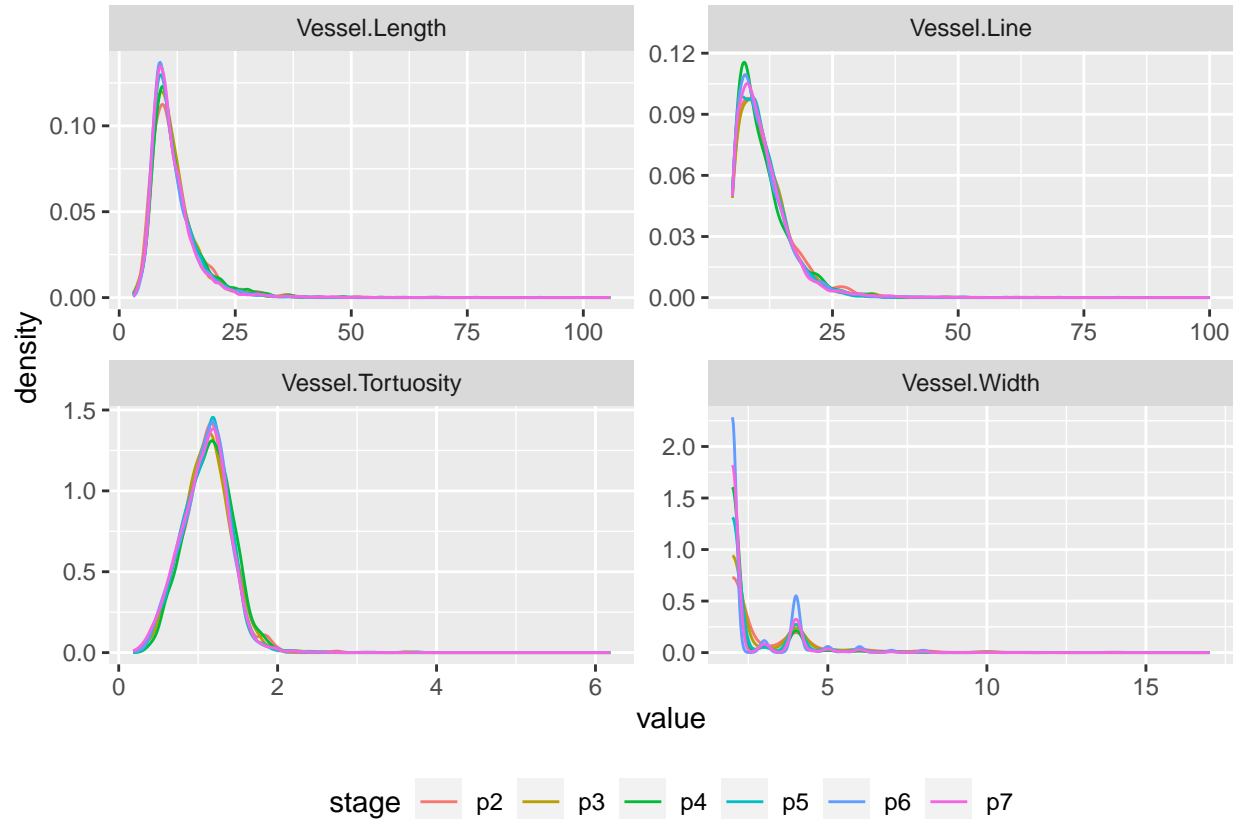 Vessel.Length
Vessel.Line
0.10
0.05
0.00
0 25 50 75 100
0.12
0.09
0.06
0.03
0.00
25 50 75 100
density
Vessel.Tortuosity
Vessel.Width
1.5
1.0
0.5
0.0
0 2 4 6
2.0
1.5
1.0
0.5
0.0
5 10 15
value
stage p2 p3 p4 p5 p6 p7